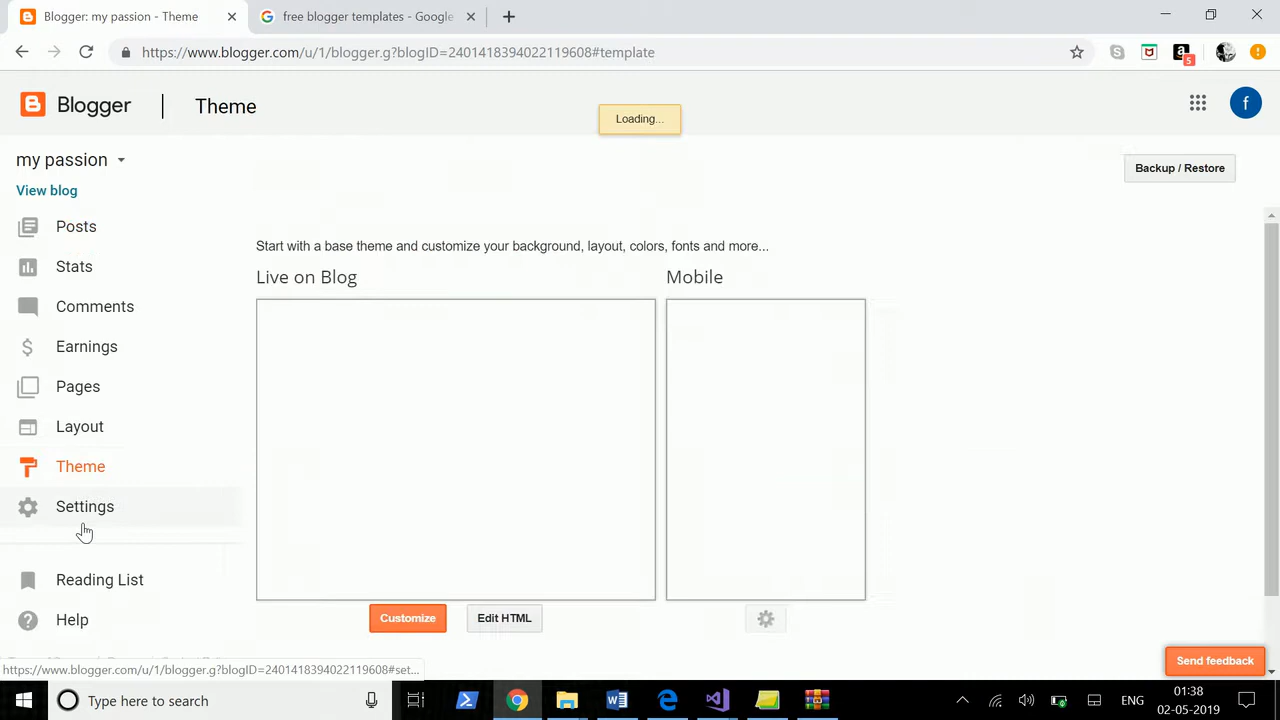 Blogger: my passion - Theme
free blogger templates - Google
https://www.blogger.com/u/1/blogger.g?blogID=2401418394022119608#template
5
Blogger
Theme
Loading...
f
my passion
View blog
Backup / Restore
Posts
Stats
Comments
Earnings
Pages
Layout
Theme
Settings
Reading List
Help
Start with a base theme and customize your background, layout, colors, fonts and more...
Live on Blog
Mobile
Customize
Edit HTML
Send feedback
https://www.blogger.com/u/1/blogger.g?blogID=2401418394022119608#set...
Type here to search
ENG
01:38
02-05-2019